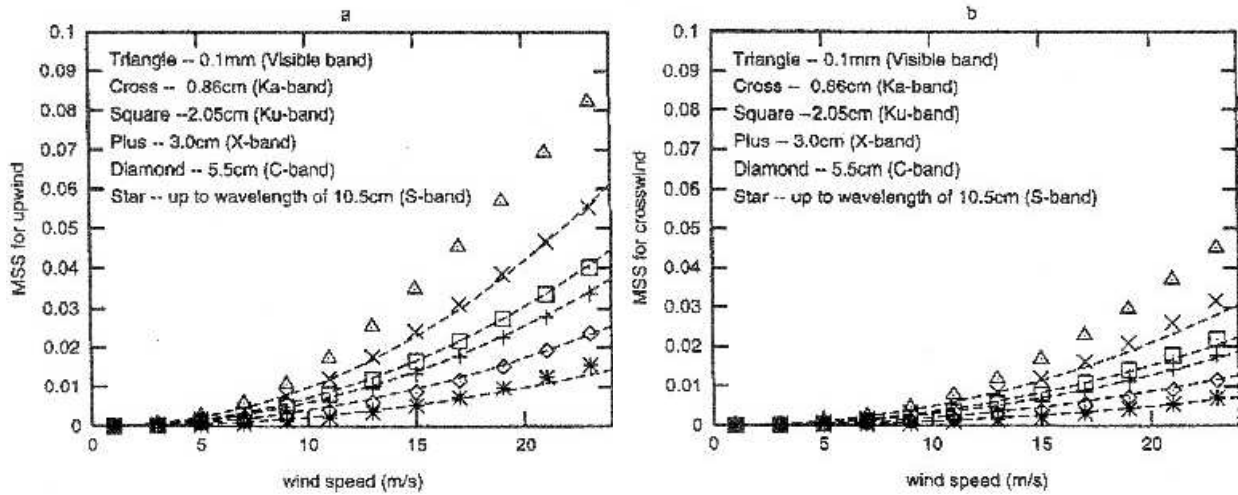 a
0.1
0.09
0.08
0.07
0.06
0.05
0.04
0.03
0.02
0.01
0
MSS for upwind
Triangle -- 0.1mm (Visible band)
Cross -- 0.86cm (Ka-band)
Square --2.05cm (Ku-band)
Plus -- 3.0cm (X-band)
Diamond -- 5.5cm (C-band)
Star -- up to wavelength of 10.5cm (S-band)
0 5 10 15 20
wind speed (m/s)
b
0.1
0.09
0.08
0.07
0.06
0.05
0.04
0.03
0.02
0.01
0
MSS for crosswind
Triangle -- 0.1mm (Visible band)
Cross -- 0.86cm (Ka-band)
Square --2.05cm (Ku-band)
Plus -- 3.0cm (X-band)
Diamond -- 5.5cm (C-band)
Star -- up to wavelength of 10.5cm (S-band)
0 5 10 15 20
wind speed (m/s)